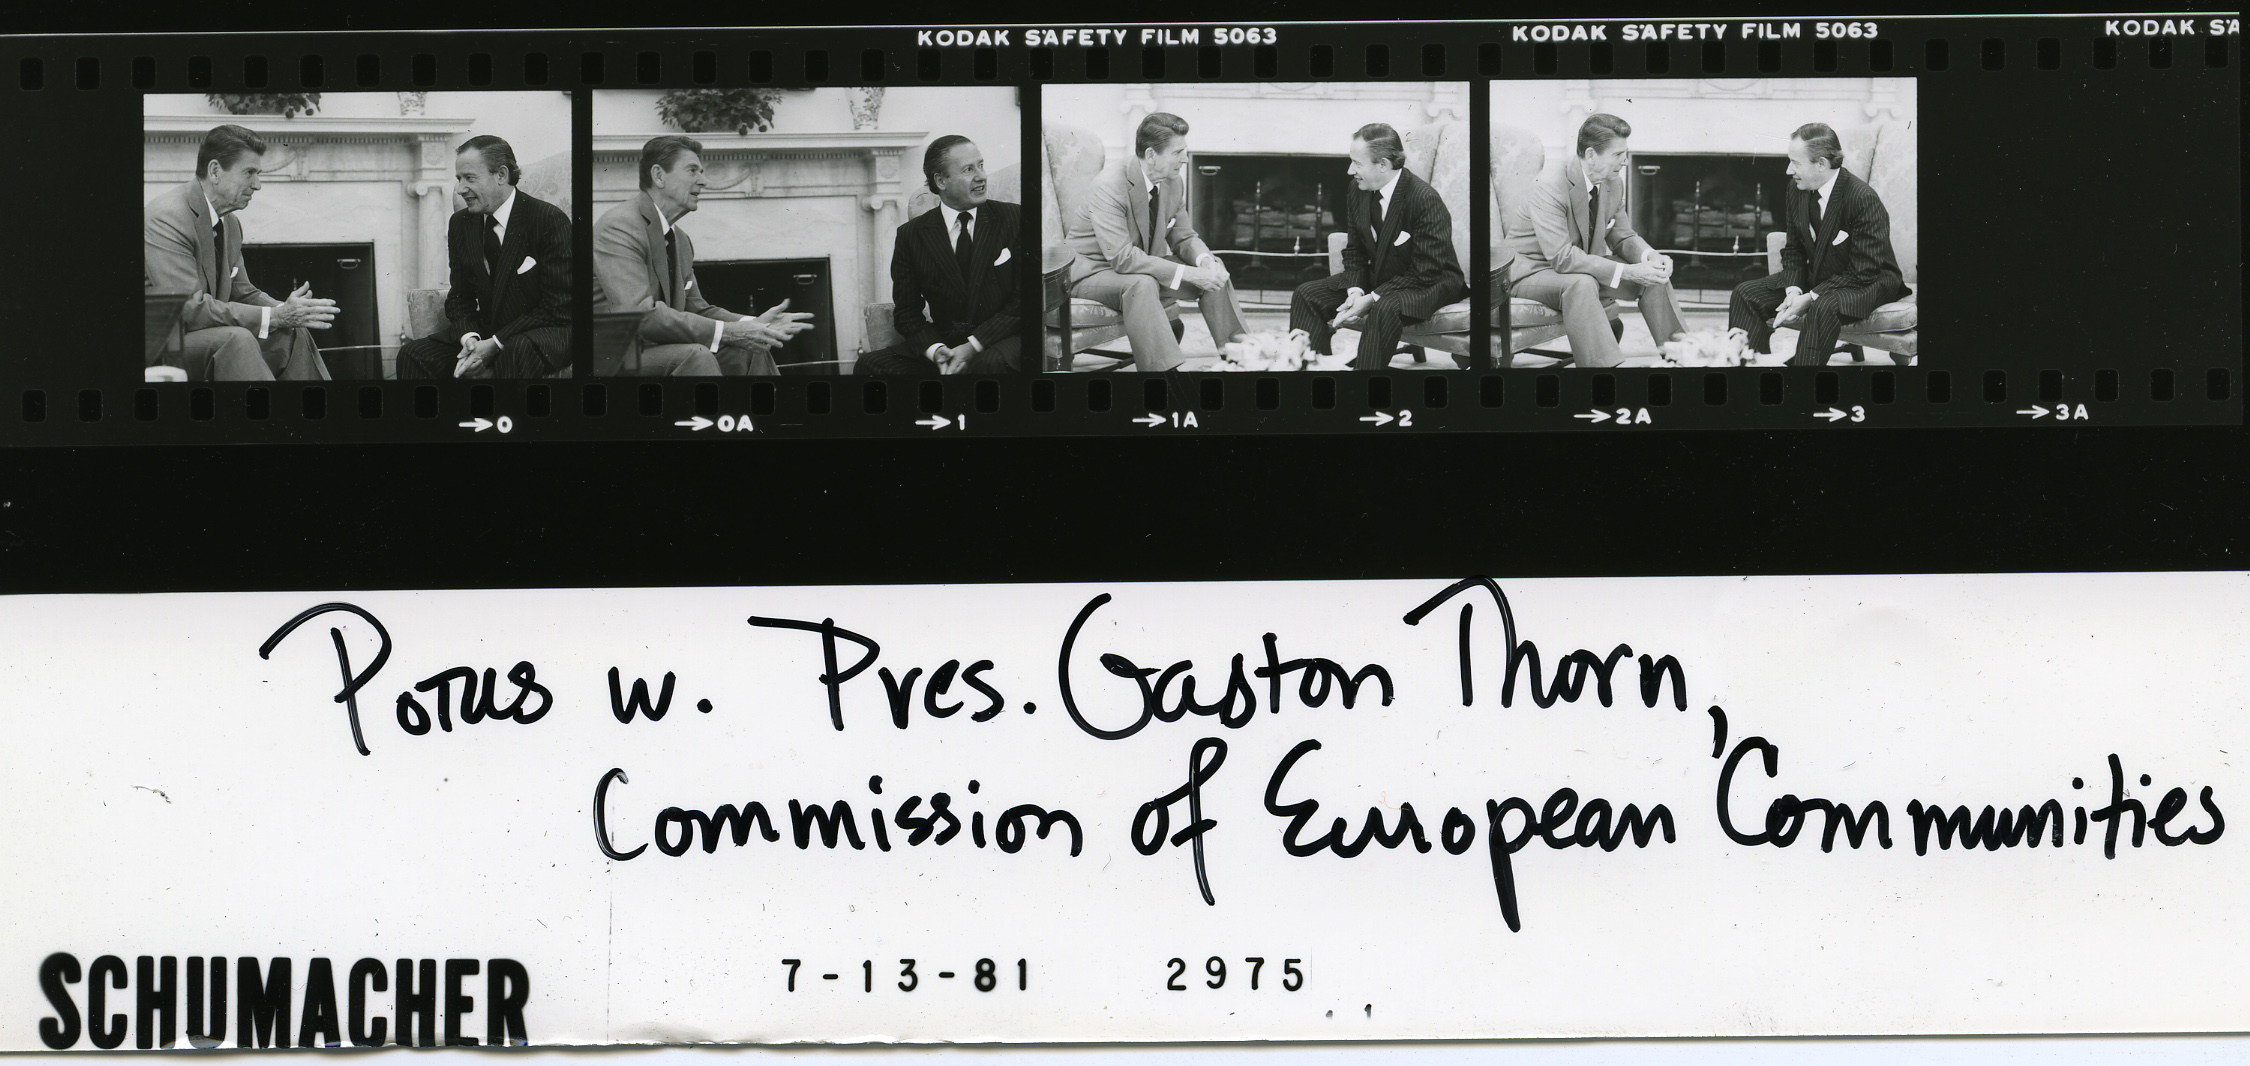 KODAK SAFETY FILM 5063 KODAK SAFETY FILM 5063 KODAK SA
→0 →0A →1 →1A →2 →2A →3 →3A
POTUS w. Pres. Gaston Thorn,
Commission of European Communities
SCHUMACHER 7-13-81 2975